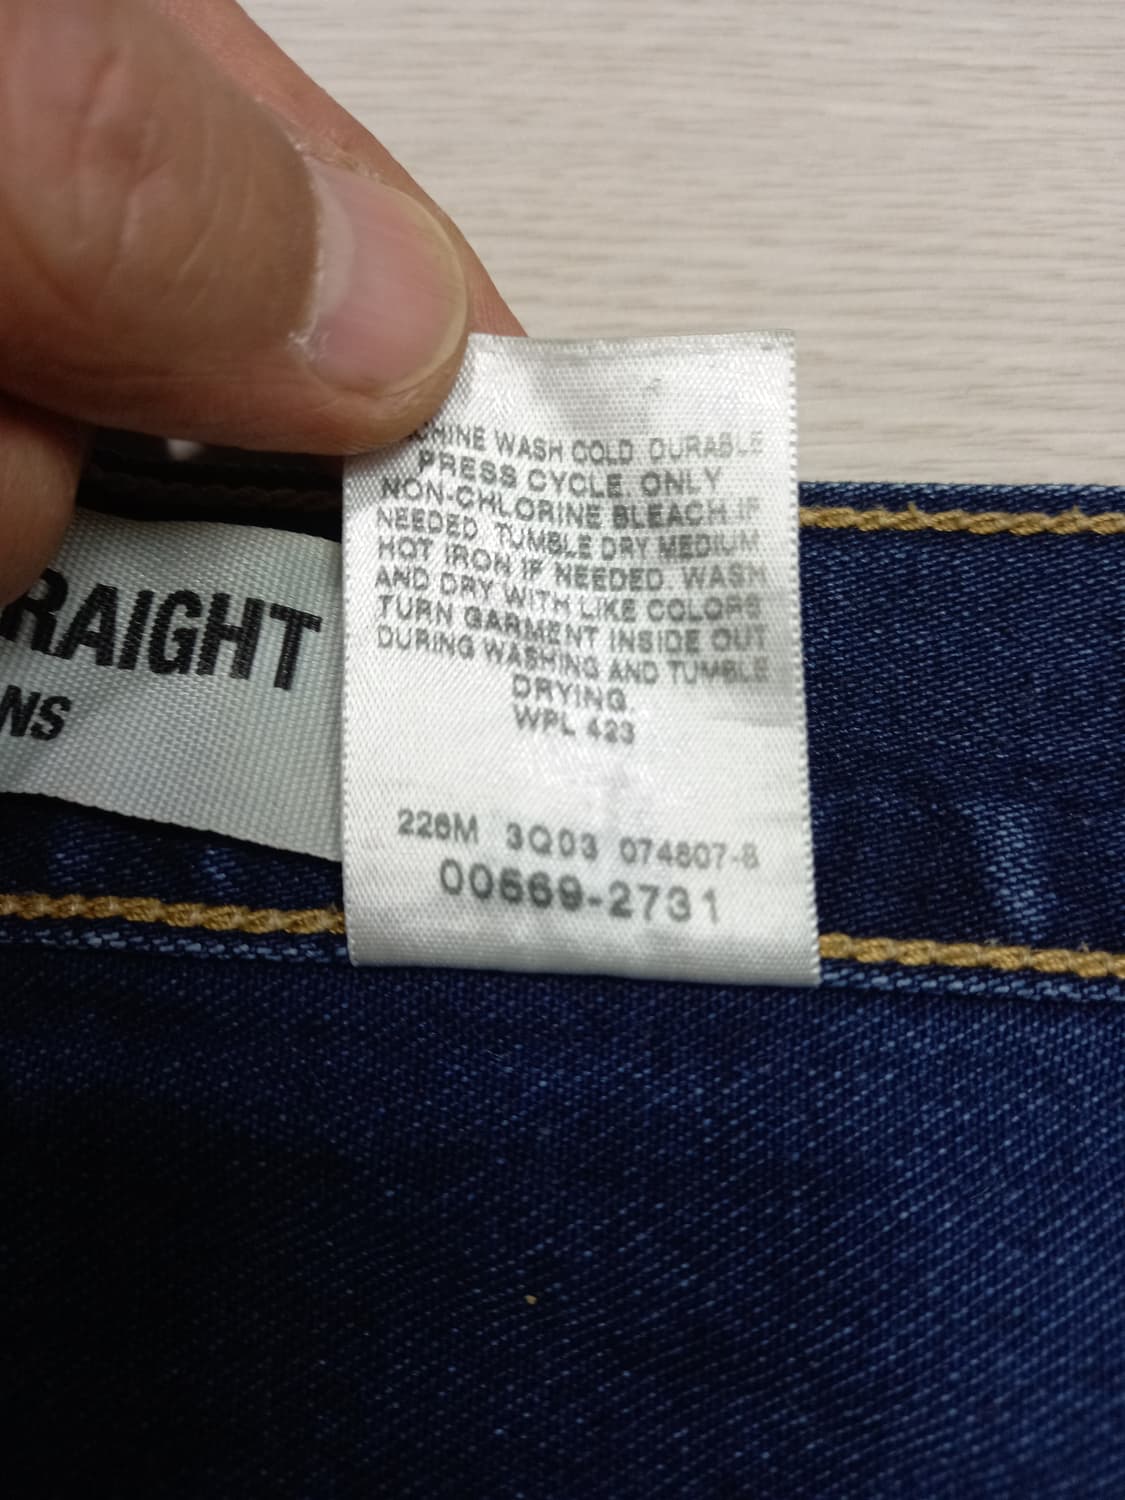 RAIGHT
NS
HINE WASH COLD DURABLE
PRESS CYCLE ONLY
NON-CHLORINE BLEACH IF
NEEDED. TUMBLE DRY MEDIUM
HOT IRON IF NEEDED. WASH
AND DRY WITH LIKE COLORS
TURN GARMENT INSIDE OUT
DURING WASHING AND TUMBLE
DRYING.
WPL 423
226M 3Q03 074807-8
00569-2731